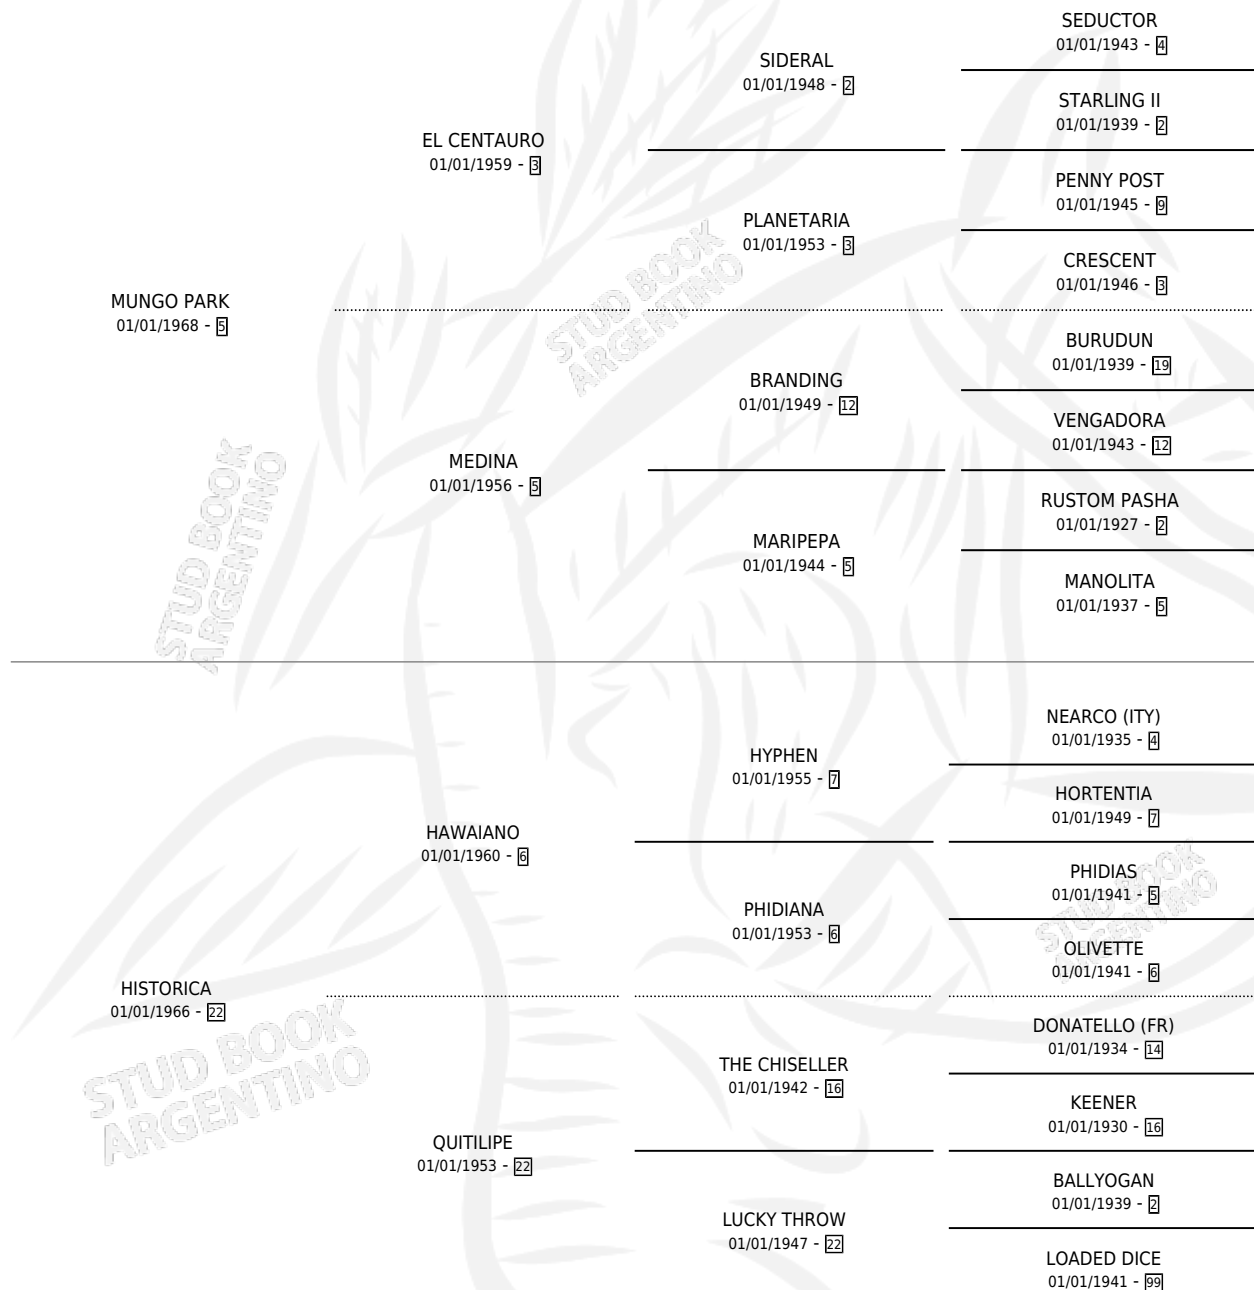 SEDUCTOR
01/01/1943 - 4
SIDERAL
01/01/1948 - 2
STARLING II
01/01/1939 - 2
EL CENTAURO
01/01/1959 - 3
PENNY POST
01/01/1945 - 9
PLANETARIA
01/01/1953 - 3
CRESCENT
01/01/1946 - 3
MUNGO PARK
01/01/1968 - 5
BURUDUN
01/01/1939 - 19
BRANDING
01/01/1949 - 12
VENGADORA
01/01/1943 - 12
MEDINA
01/01/1956 - 5
RUSTOM PASHA
01/01/1927 - 2
MARIPEPA
01/01/1944 - 5
MANOLITA
01/01/1937 - 5
STUD BOOK
ARGENTINO
STUD BOOK
ARGENTINO
NEARCO (ITY)
01/01/1935 - 4
HYPHEN
01/01/1955 - 7
HORTENTIA
01/01/1949 - 7
HAWAIANO
01/01/1960 - 6
PHIDIAS
01/01/1941 - 5
PHIDIANA
01/01/1953 - 6
OLIVETTE
01/01/1941 - 6
HISTORICA
01/01/1966 - 22
DONATELLO (FR)
01/01/1934 - 14
THE CHISELLER
01/01/1942 - 16
KEENER
01/01/1930 - 16
QUITILIPE
01/01/1953 - 22
BALLYOGAN
01/01/1939 - 2
LUCKY THROW
01/01/1947 - 22
LOADED DICE
01/01/1941 - 99
STUD BOOK
ARGENTINO
STUD BOOK
ARGENTINO